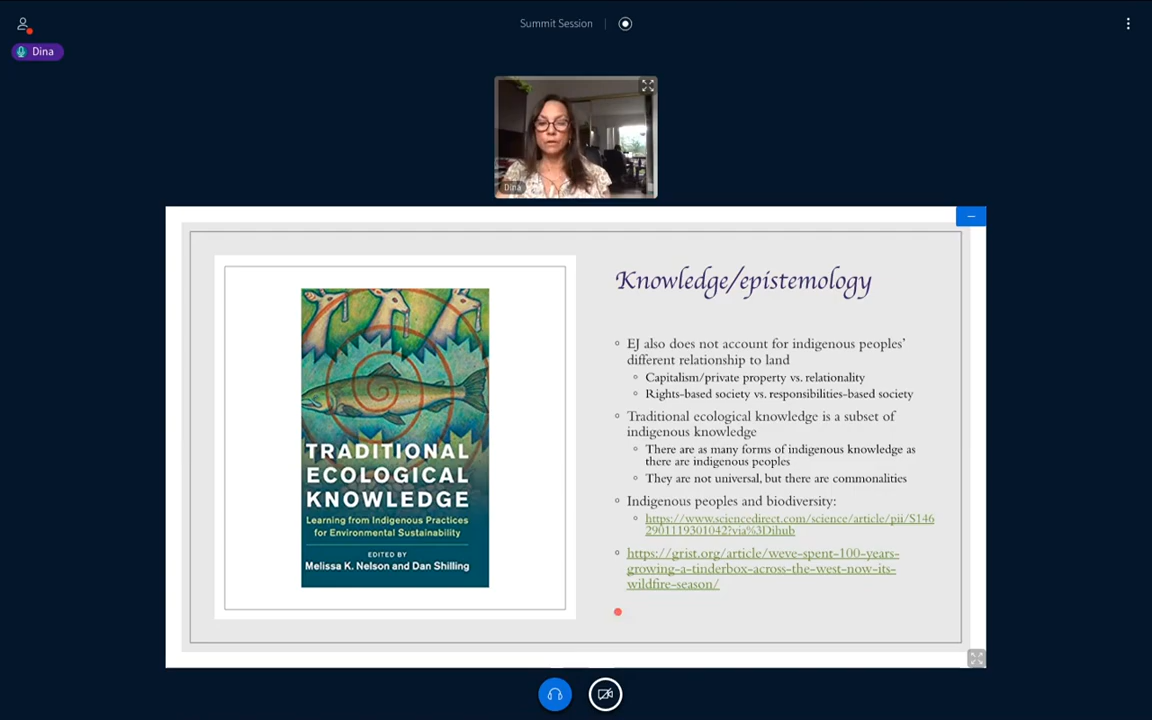 Summit Session
Dina
Dina
Knowledge/epistemology
TRADITIONAL
ECOLOGICAL
KNOWLEDGE
Learning from Indigenous Practices
for Environmental Sustainability
EDITED BY
Melissa K. Nelson and Dan Shilling
EJ also does not account for indigenous peoples’
different relationship to land
Capitalism/private property vs. relationality
Rights-based society vs. responsibilities-based society
Traditional ecological knowledge is a subset of
indigenous knowledge
There are as many forms of indigenous knowledge as
there are indigenous peoples
They are not universal, but there are commonalities
Indigenous peoples and biodiversity:
https://www.sciencedirect.com/science/article/pii/S146
2901119301042?via%3Dihub
https://grist.org/article/weve-spent-100-years-
growing-a-tinderbox-across-the-west-now-its-
wildfire-season/